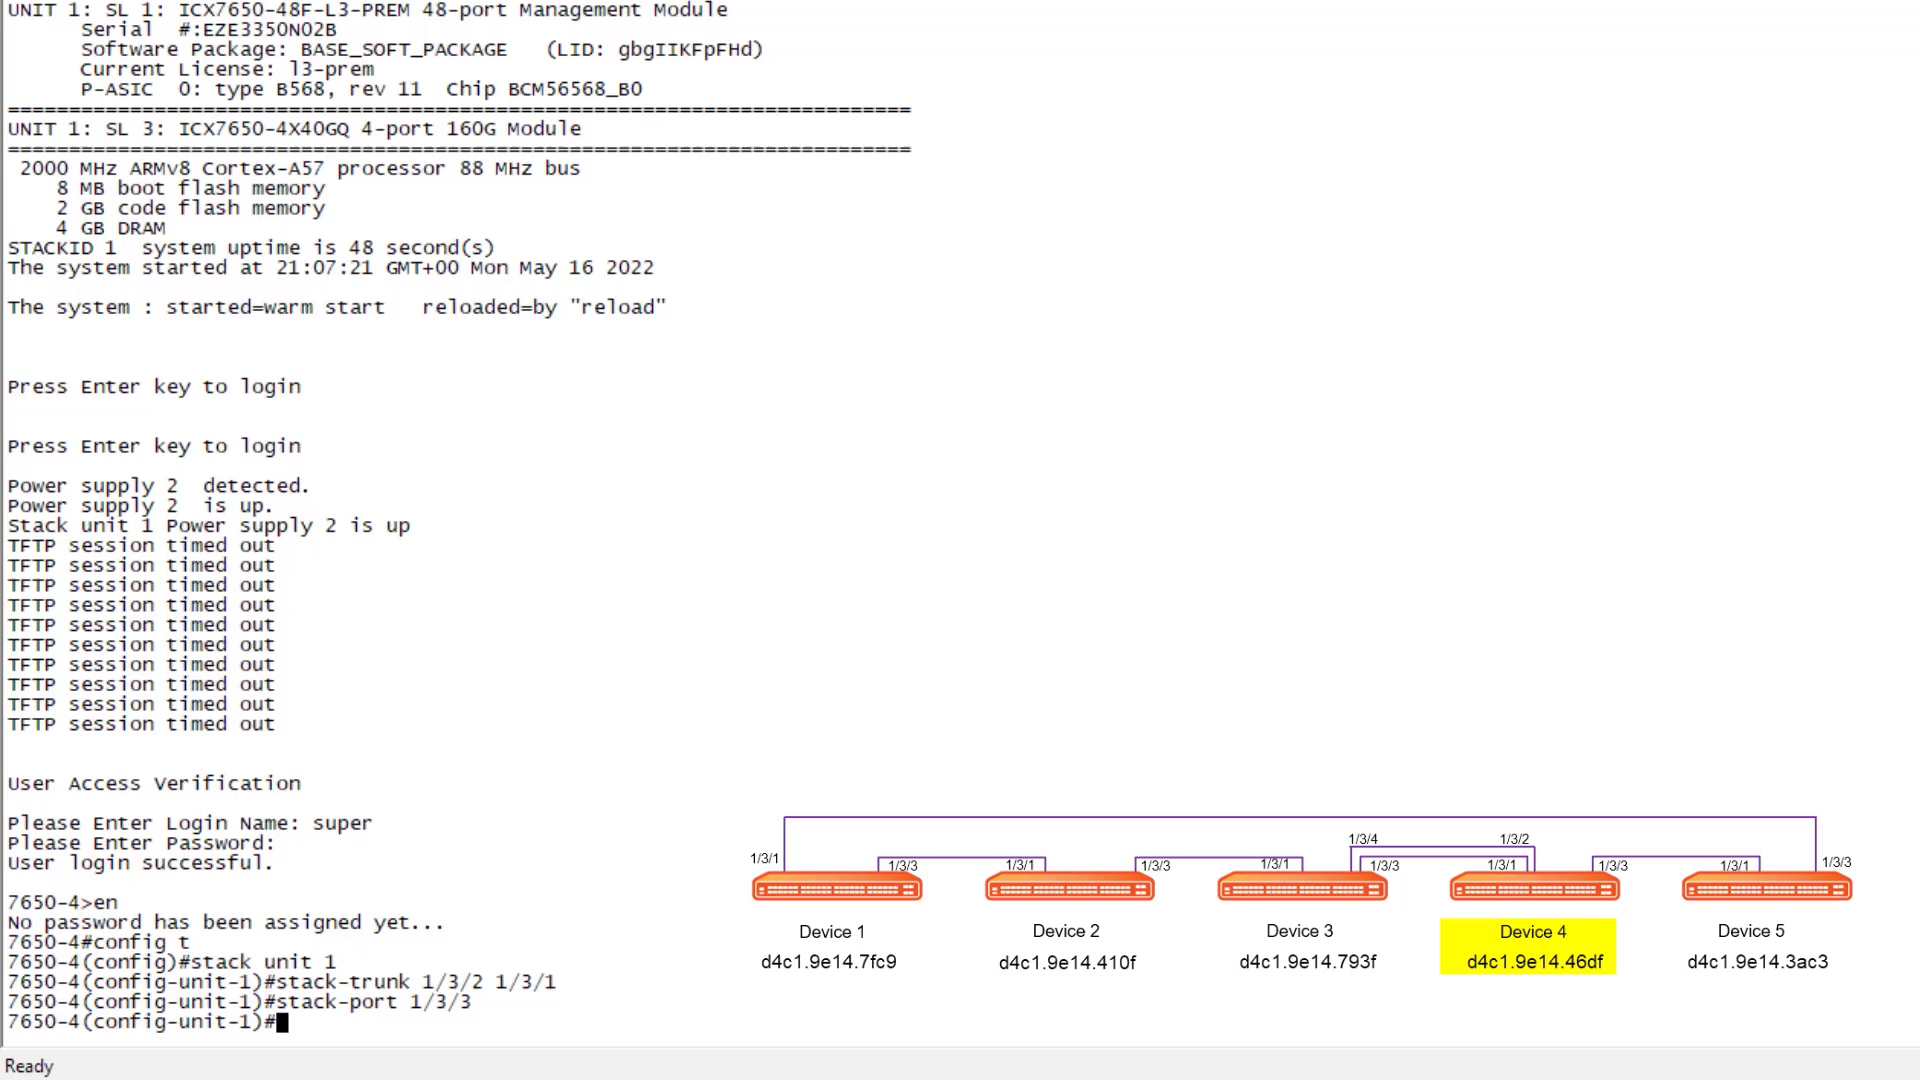 UNIT 1: SL 1: ICX7650-48F-L3-PREM 48-port Management Module
Serial #:EZE3350N02B
Software Package: BASE_SOFT_PACKAGE (LID: gbgIIKFpFHd)
Current License: l3-prem
P-ASIC 0: type B568, rev 11 Chip BCM56568_B0
==========================================================================
UNIT 1: SL 3: ICX7650-4X40GQ 4-port 160G Module
==========================================================================
2000 MHz ARMv8 Cortex-A57 processor 88 MHz bus
8 MB boot flash memory
2 GB code flash memory
4 GB DRAM
STACKID 1 system uptime is 48 second(s)
The system started at 21:07:21 GMT+00 Mon May 16 2022
The system : started=warm start reloaded=by "reload"
Press Enter key to login
Press Enter key to login
Power supply 2 detected.
Power supply 2 is up.
Stack unit 1 Power supply 2 is up
TFTP session timed out
TFTP session timed out
TFTP session timed out
TFTP session timed out
TFTP session timed out
TFTP session timed out
TFTP session timed out
TFTP session timed out
TFTP session timed out
TFTP session timed out
User Access Verification
Please Enter Login Name: super
Please Enter Password:
User login successful.
7650-4>en
No password has been assigned yet...
7650-4#config t
7650-4(config)#stack unit 1
7650-4(config-unit-1)#stack-trunk 1/3/2 1/3/1
7650-4(config-unit-1)#stack-port 1/3/3
7650-4(config-unit-1)#
1/3/4 1/3/2
1/3/1 1/3/3 1/3/1 1/3/3 1/3/1 1/3/3 1/3/1 1/3/3 1/3/1 1/3/3
Device 1 Device 2 Device 3 Device 4 Device 5
d4c1.9e14.7fc9 d4c1.9e14.410f d4c1.9e14.793f d4c1.9e14.46df d4c1.9e14.3ac3
Ready